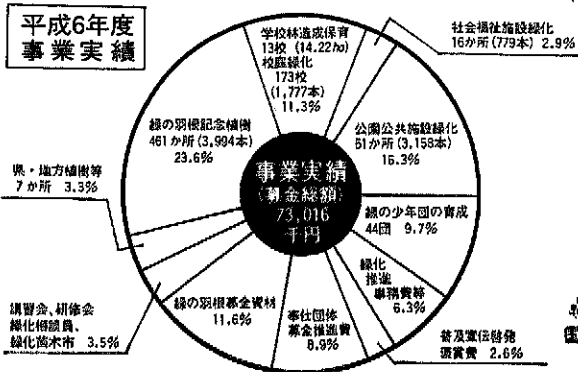 平成6年度
事業実績
学校林造成保育
13校 (14.22ha)
校庭緑化
173校
(1,777本)
11.3%
社会福祉施設緑化
16か所 (779本) 2.9%
公園公共施設緑化
61か所 (3,158本)
16.3%
緑の少年団の育成
44団 9.7%
緑化
推進
事務費等
6.3%
普及宣伝啓発
褒賞費 2.6%
奉仕団体
募金推進費
8.9%
緑の羽根募金資材
11.6%
講習会、研修会
緑化相談員、
緑化苗木市 3.5%
県・地方植樹等
7か所 3.3%
緑の羽根記念植樹
461か所 (3,994本)
23.6%
事業実績
(募金総額)
73,016
千円